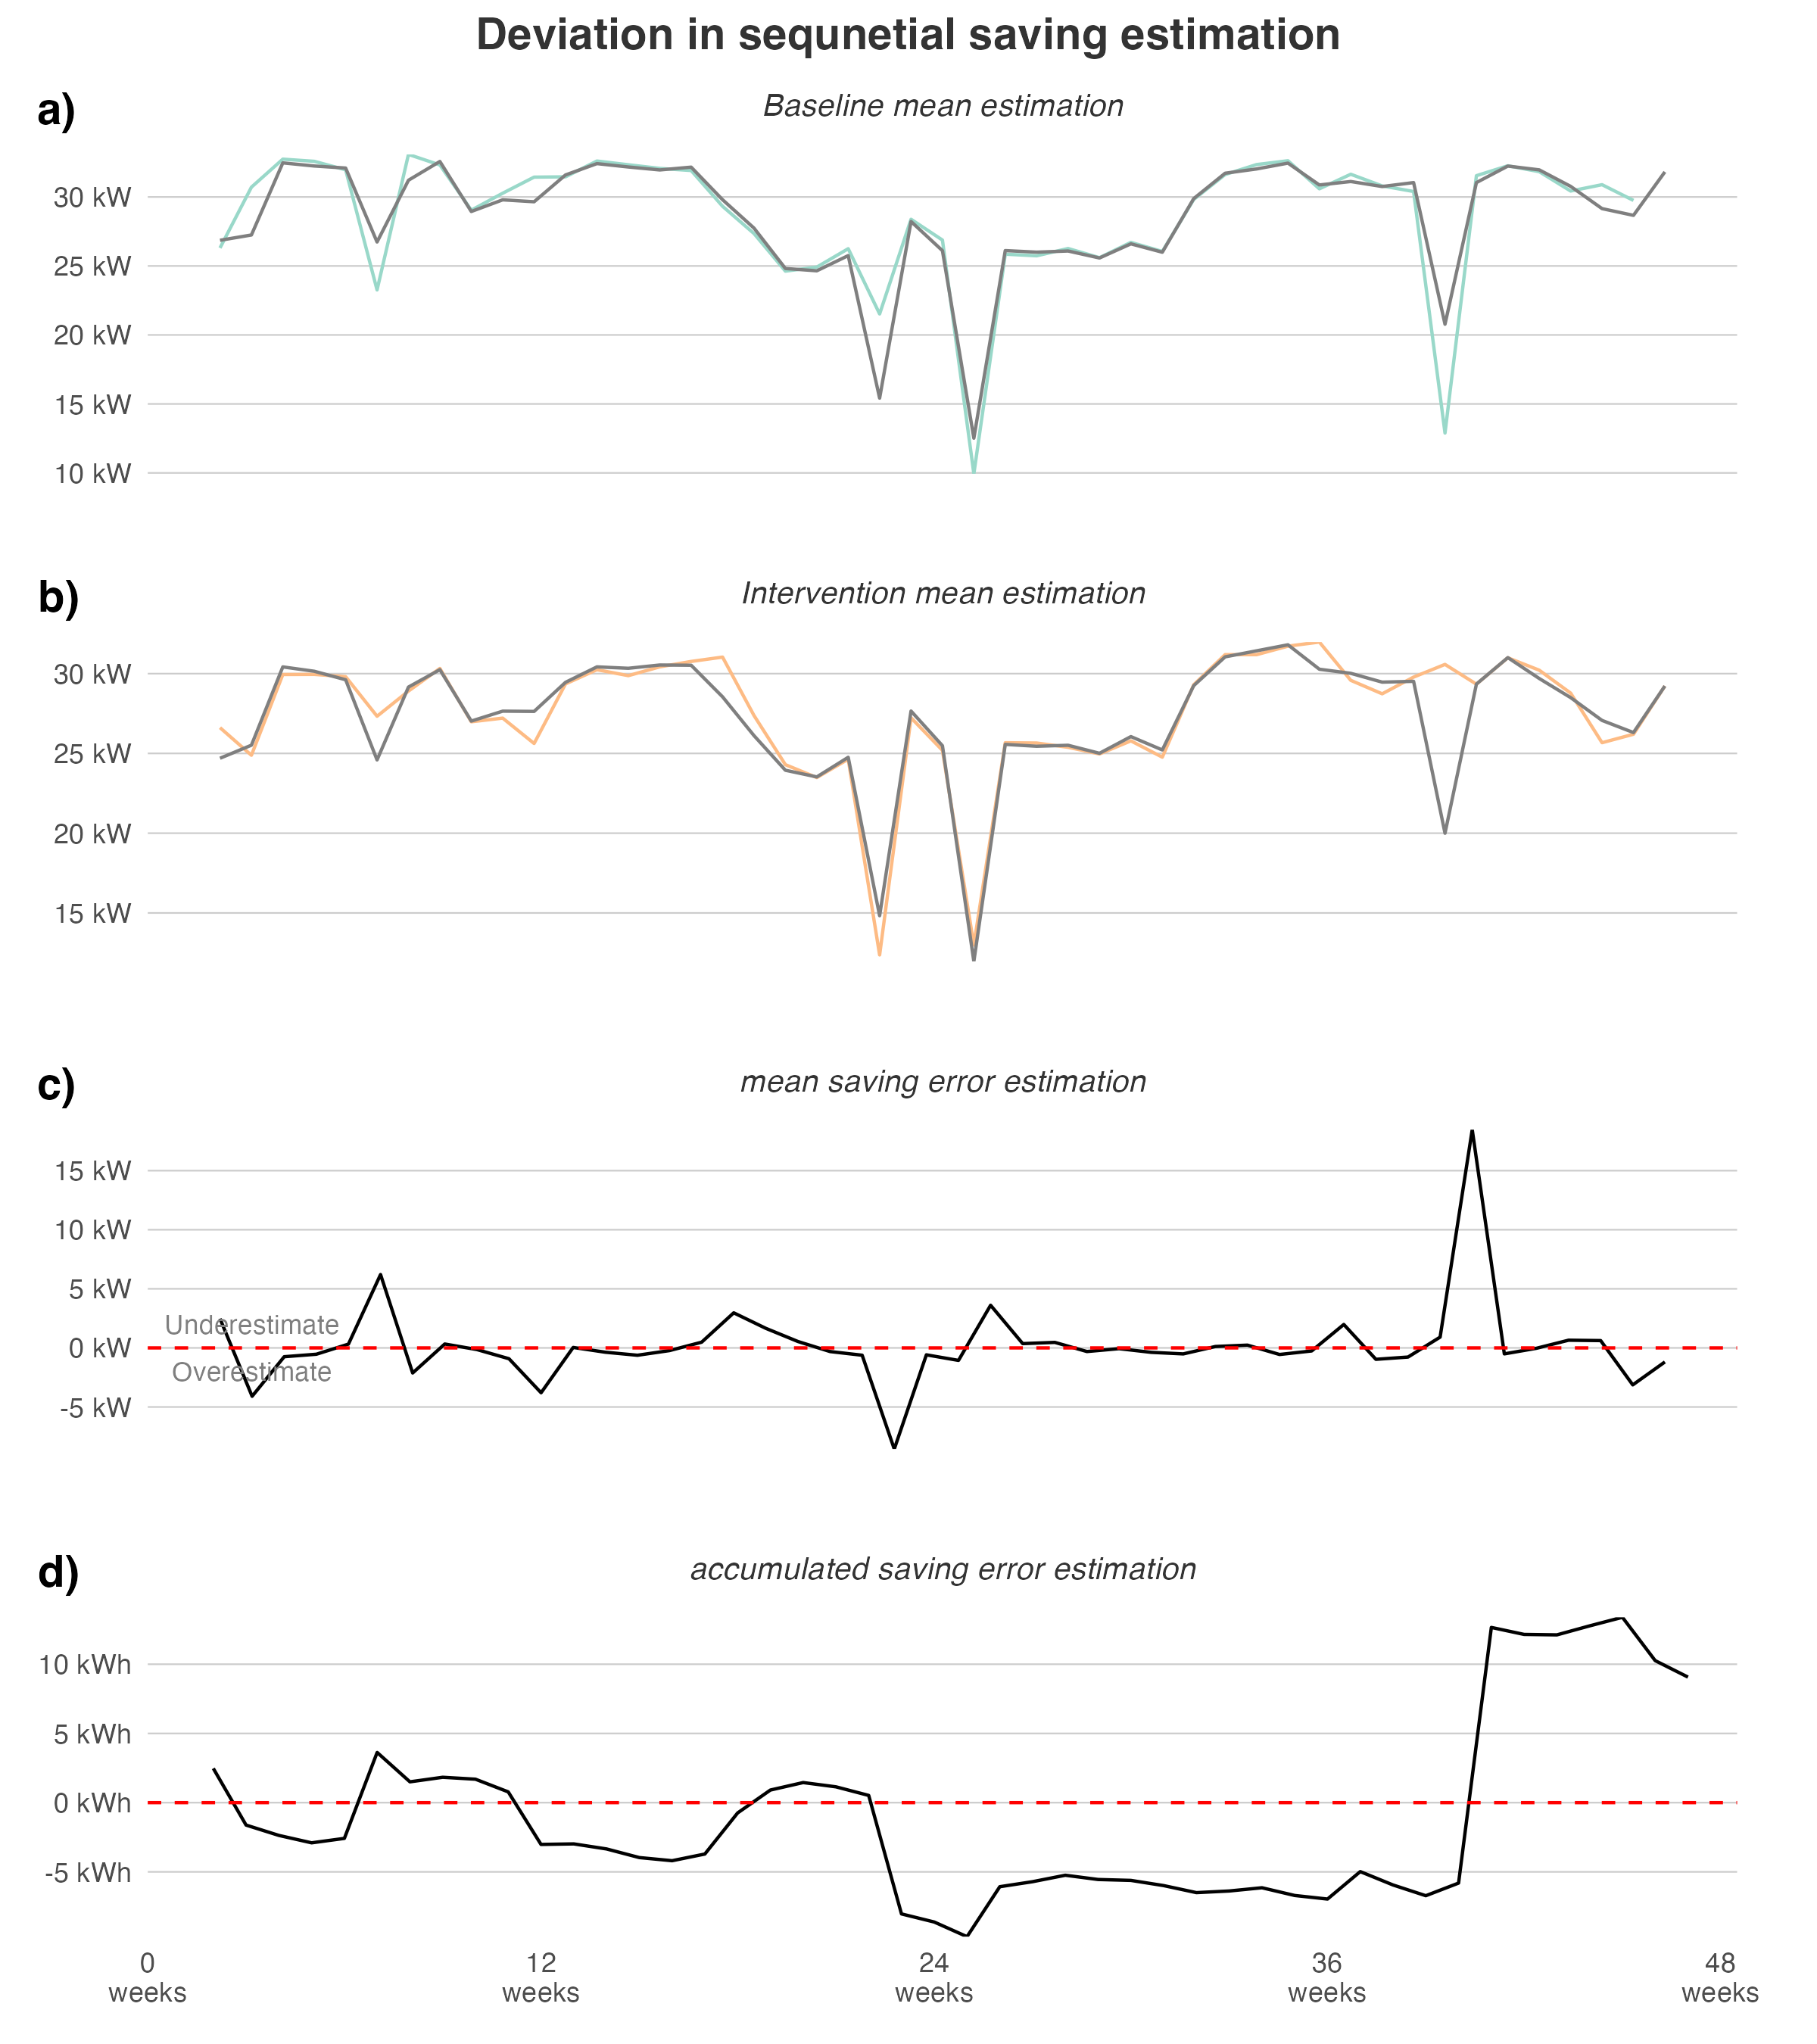 Deviation in sequnetial saving estimation
a)
Baseline mean estimation
30 kW
25 kW
20 kW
15 kW
10 kW
b)
Intervention mean estimation
30 kW
25 kW
20 kW
15 kW
c)
mean saving error estimation
15 kW
10 kW
5 kW
Underestimate
0 kW
Overestimate
-5 kW
d)
accumulated saving error estimation
10 kWh
5 kWh
0 kWh
-5 kWh
0 12 24 36 48
weeks weeks weeks weeks weeks